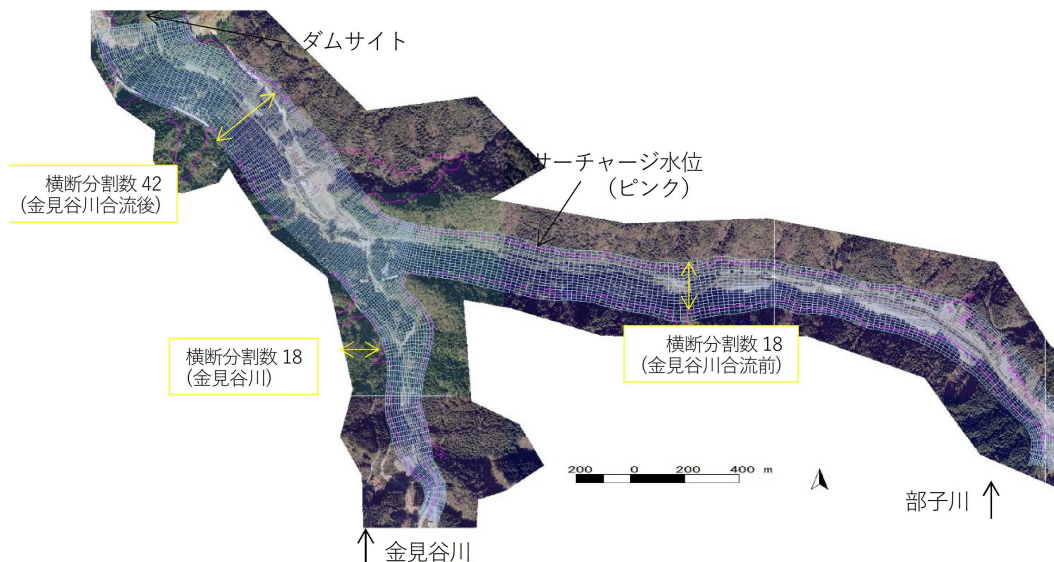 ダムサイト
サーチャージ水位
(ピンク)
横断分割数 42
(金見谷川合流後)
横断分割数 18
(金見谷川)
横断分割数 18
(金見谷川合流前)
200 0 200 400 m
部子川
金見谷川